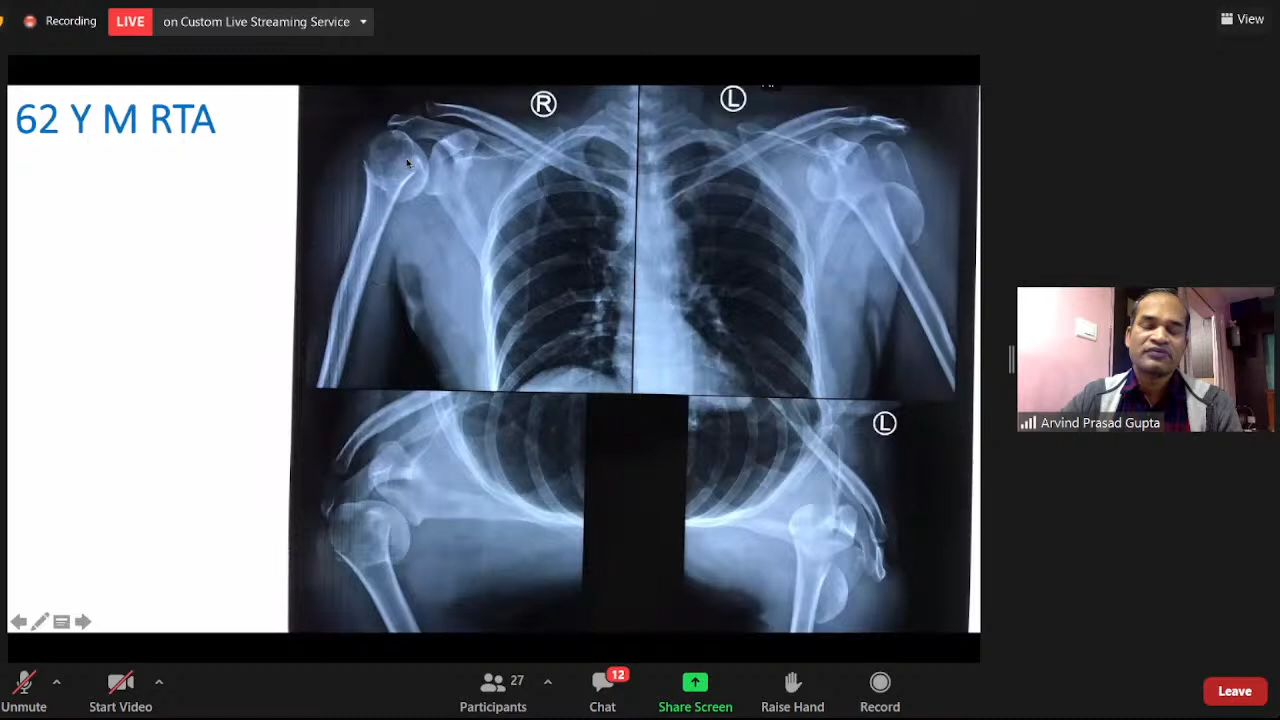 Recording
LIVE
on Custom Live Streaming Service
View
62 Y M RTA
R
L
L
Arvind Prasad Gupta
Unmute
Start Video
27
Participants
12
Chat
Share Screen
Raise Hand
Record
Leave